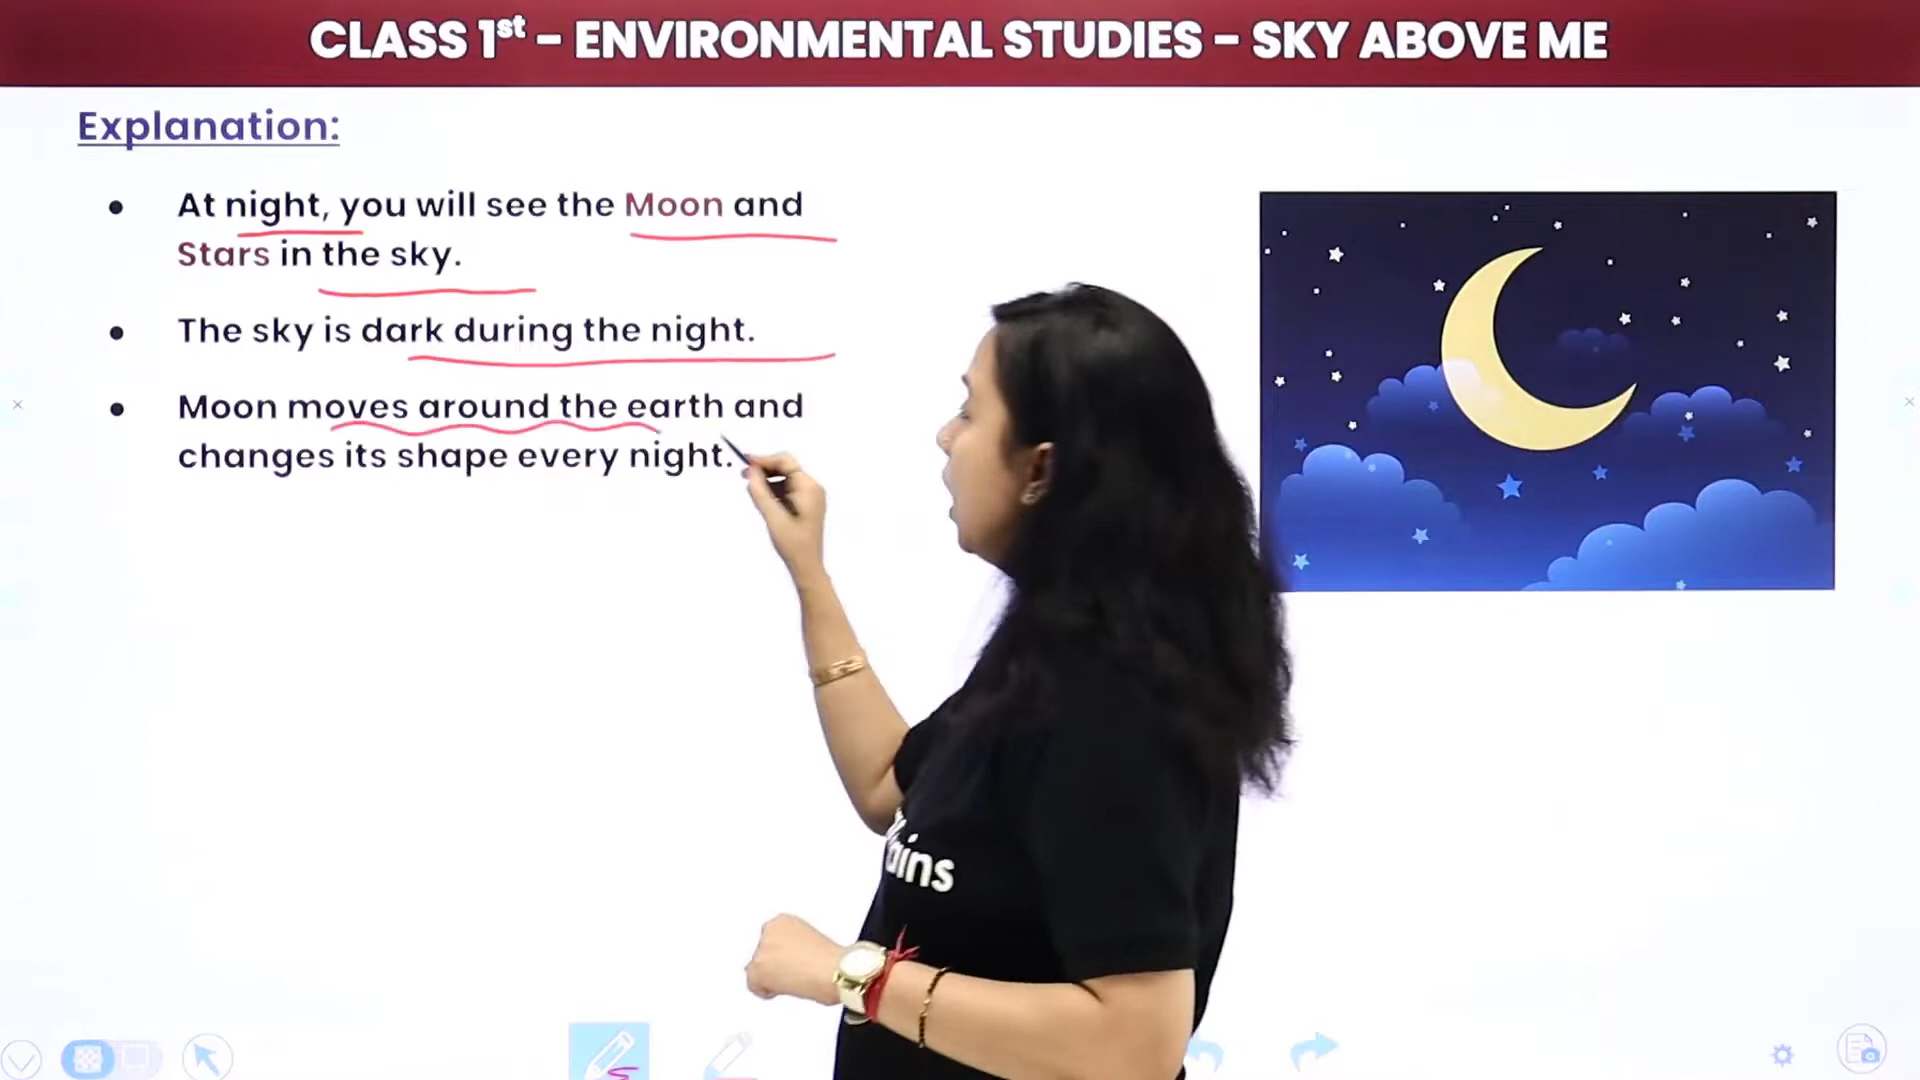 CLASS 1st - ENVIRONMENTAL STUDIES - SKY ABOVE ME
Explanation:
• At night, you will see the Moon and
Stars in the sky.
• The sky is dark during the night.
• Moon moves around the earth and
changes its shape every night.